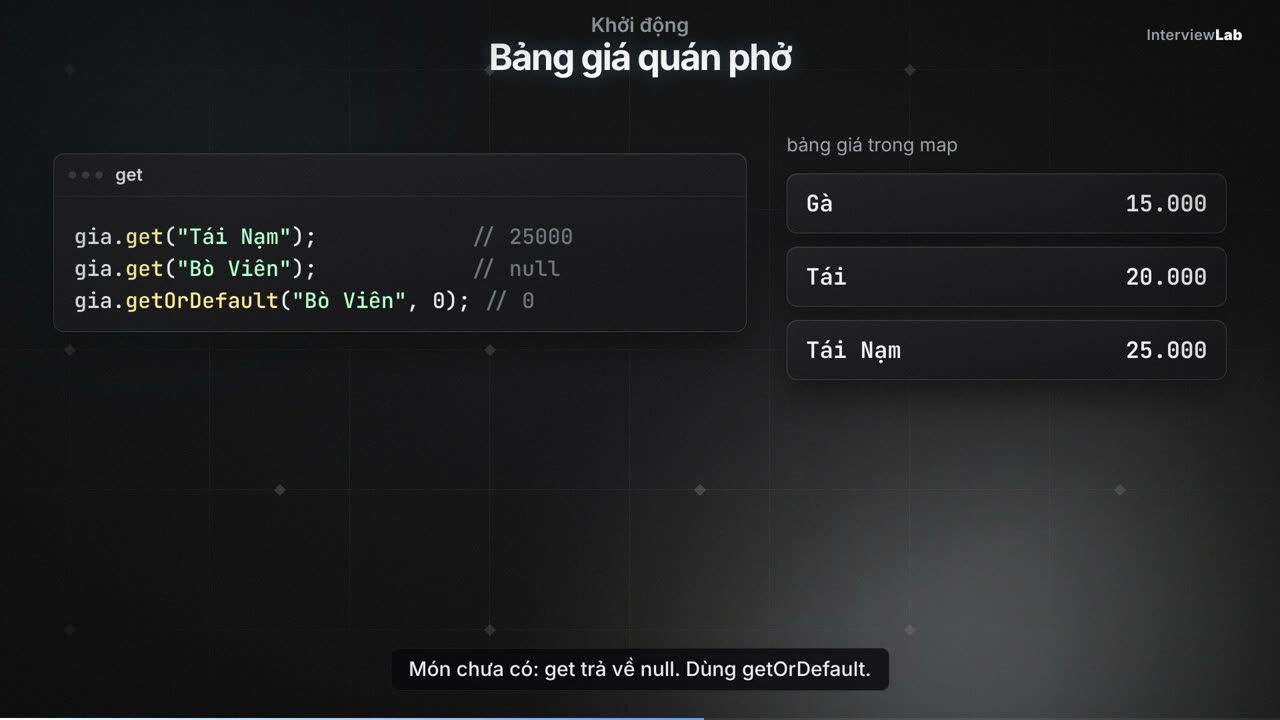 Khởi động
Bảng giá quán phở
InterviewLab
get
gia.get("Tái Nạm"); // 25000
gia.get("Bò Viên"); // null
gia.getOrDefault("Bò Viên", 0); // 0
bảng giá trong map
Gà 15.000
Tái 20.000
Tái Nạm 25.000
Món chưa có: get trả về null. Dùng getOrDefault.